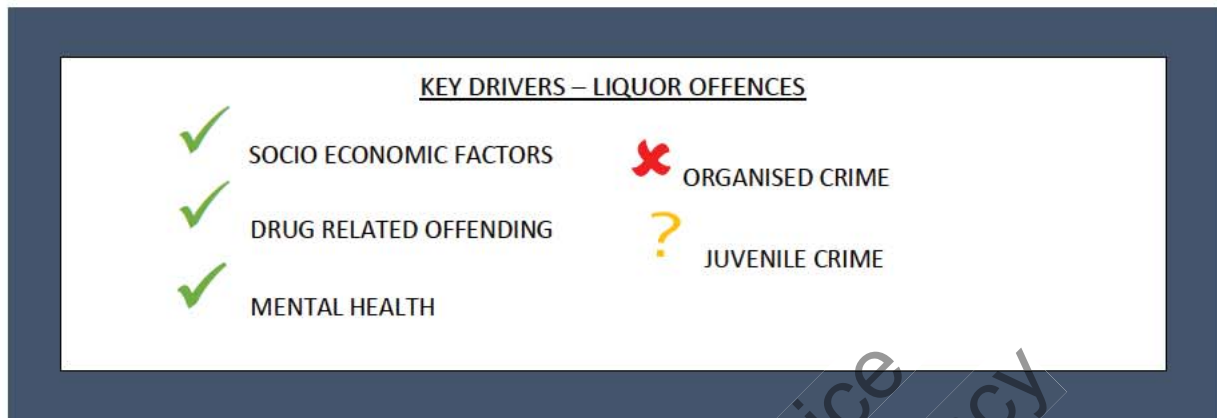 KEY DRIVERS – LIQUOR OFFENCES
SOCIO ECONOMIC FACTORS
DRUG RELATED OFFENDING
MENTAL HEALTH
ORGANISED CRIME
? JUVENILE CRIME